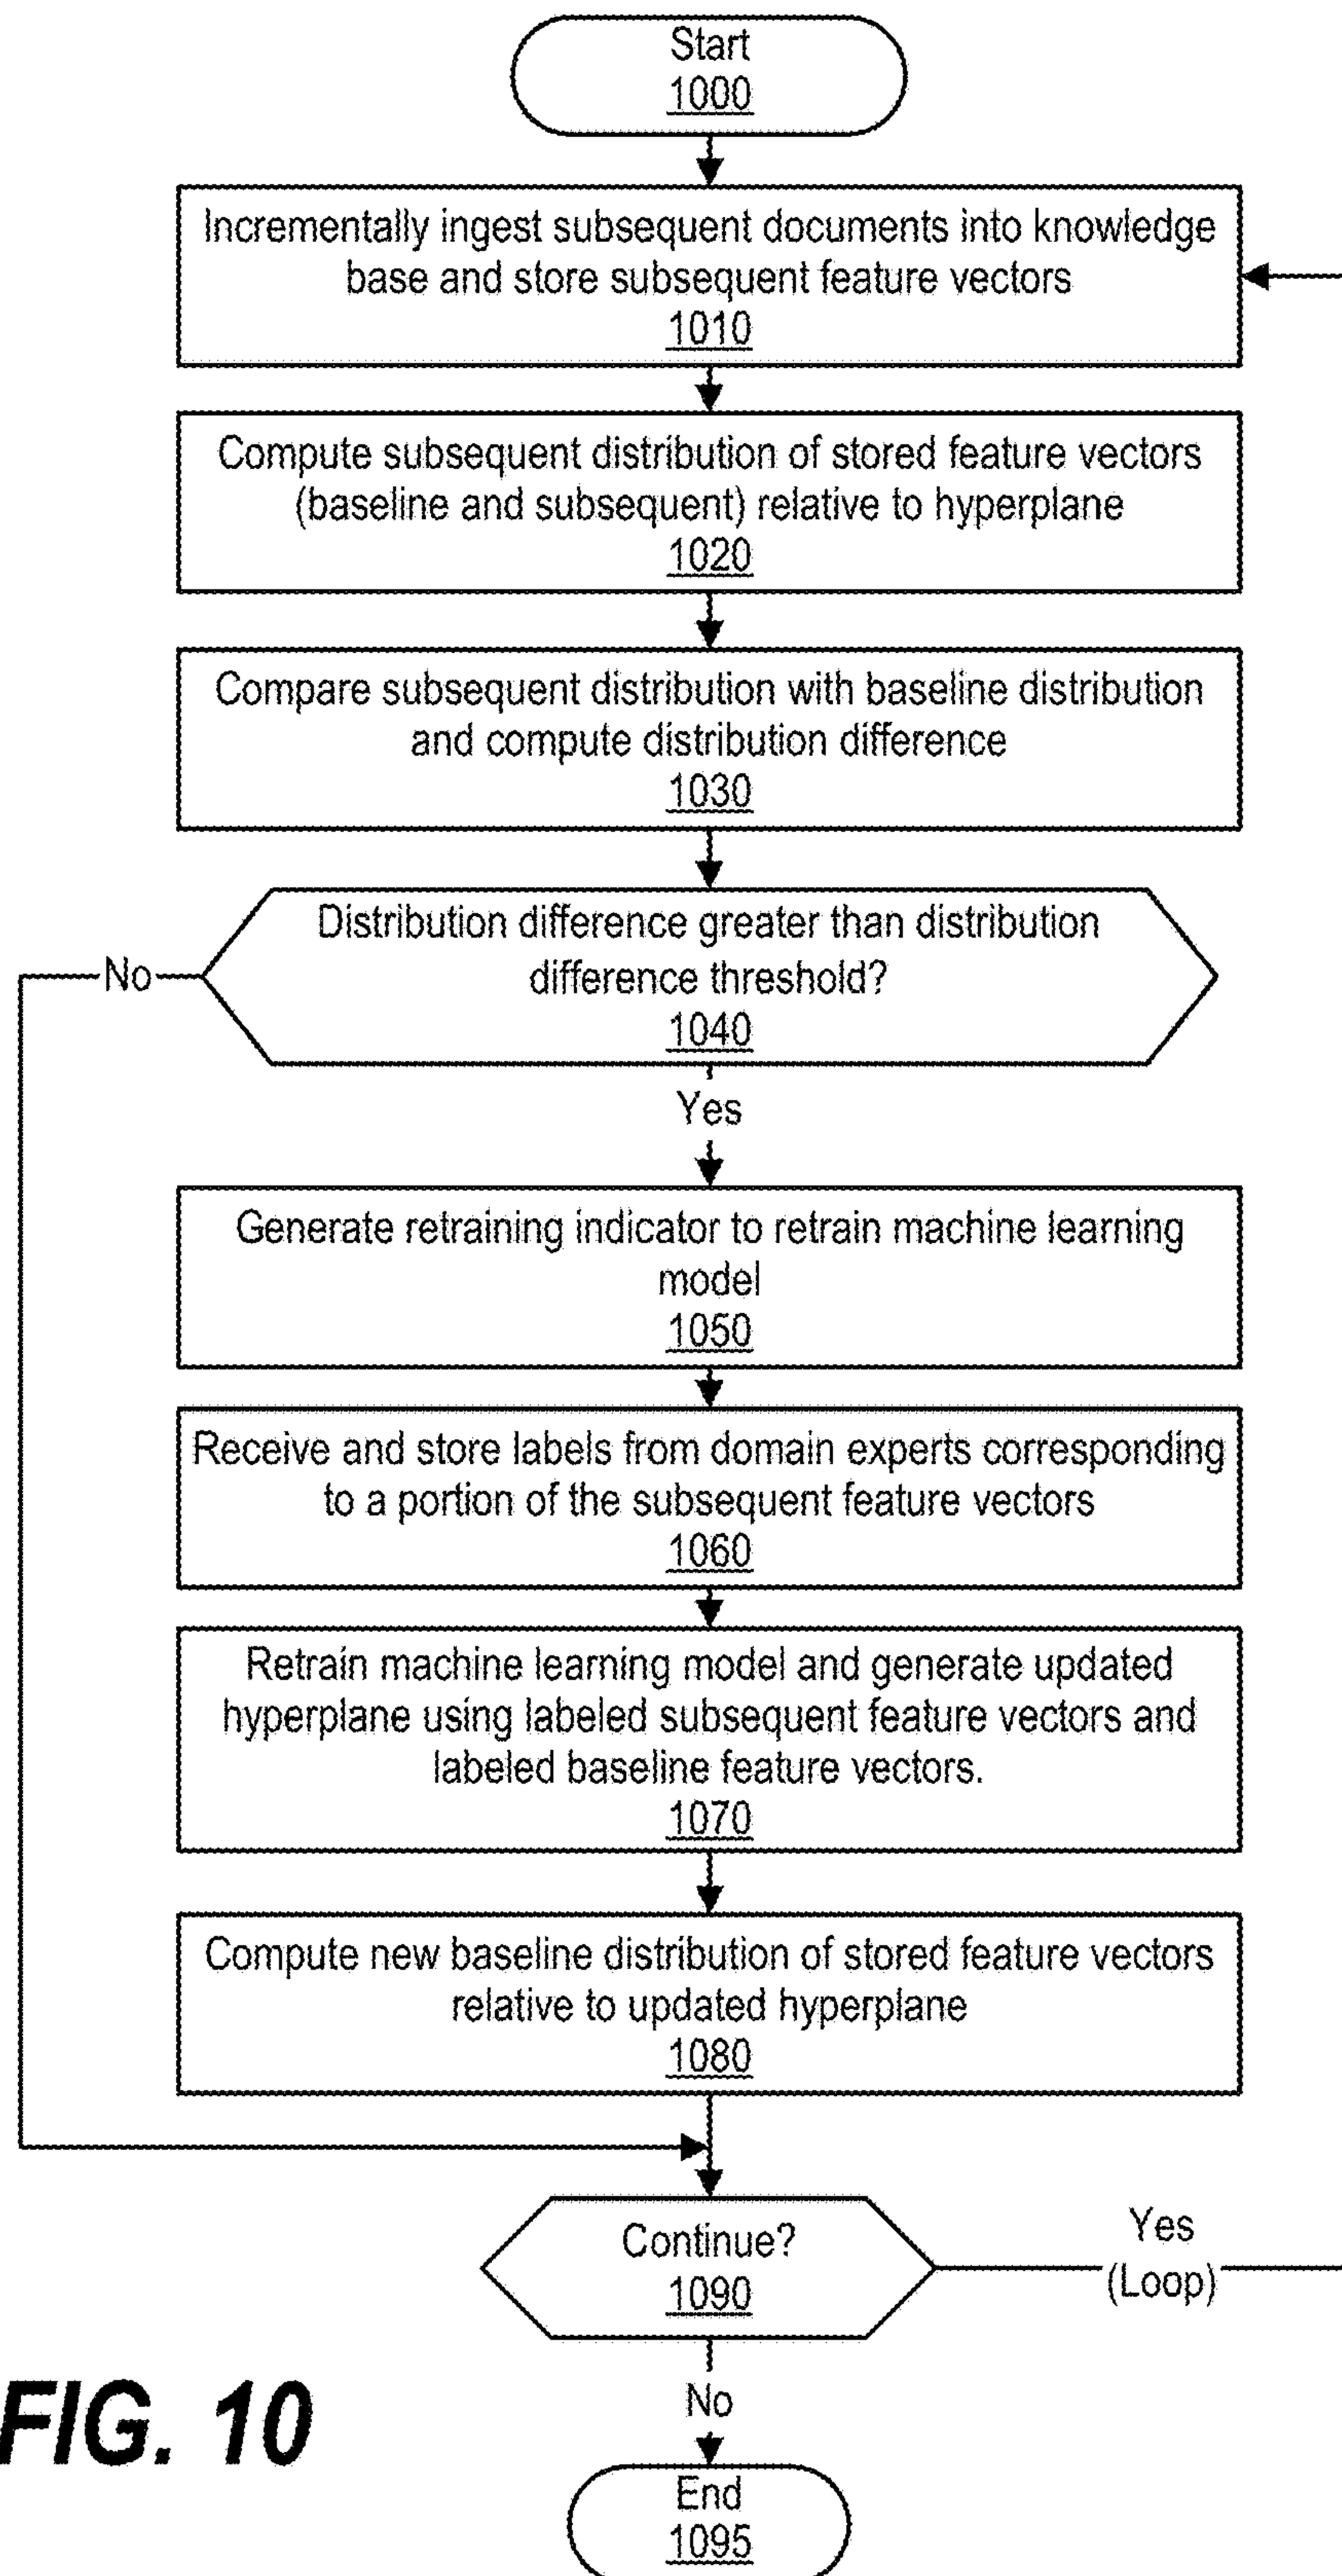 Start
1000
Incrementally ingest subsequent documents into knowledge
base and store subsequent feature vectors
1010
Compute subsequent distribution of stored feature vectors
(baseline and subsequent) relative to hyperplane
1020
Compare subsequent distribution with baseline distribution
and compute distribution difference
1030
Distribution difference greater than distribution
difference threshold?
1040
No
Yes
Generate retraining indicator to retrain machine learning
model
1050
Receive and store labels from domain experts corresponding
to a portion of the subsequent feature vectors
1060
Retrain machine learning model and generate updated
hyperplane using labeled subsequent feature vectors and
labeled baseline feature vectors.
1070
Compute new baseline distribution of stored feature vectors
relative to updated hyperplane
1080
Continue?
1090
Yes
(Loop)
No
End
1095
FIG. 10